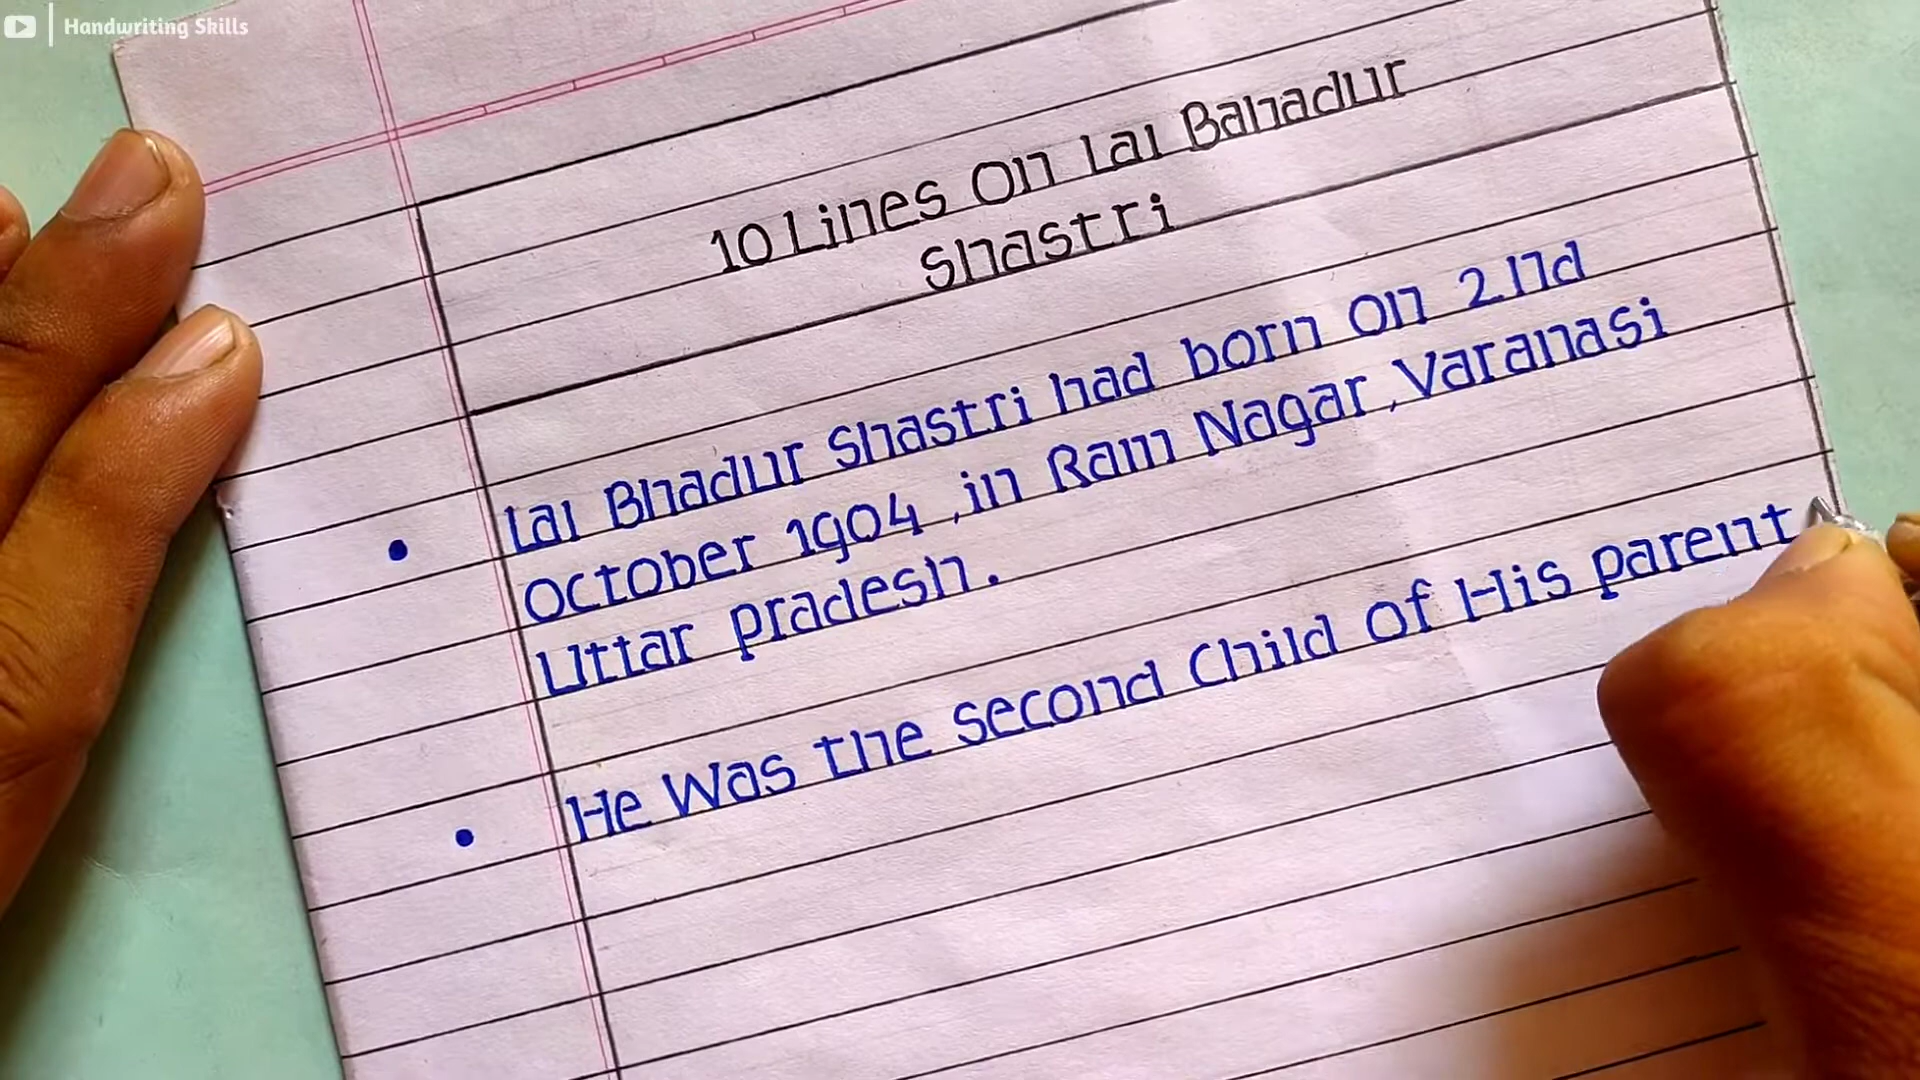 Handwriting Skills
10 Lines On Lal Bahadur
Shastri
Lal Bhadur Shastri had born on 2nd
October 1904 ,in Ram Nagar ,Varanasi
Uttar pradesh.
He Was the second Child of His parent